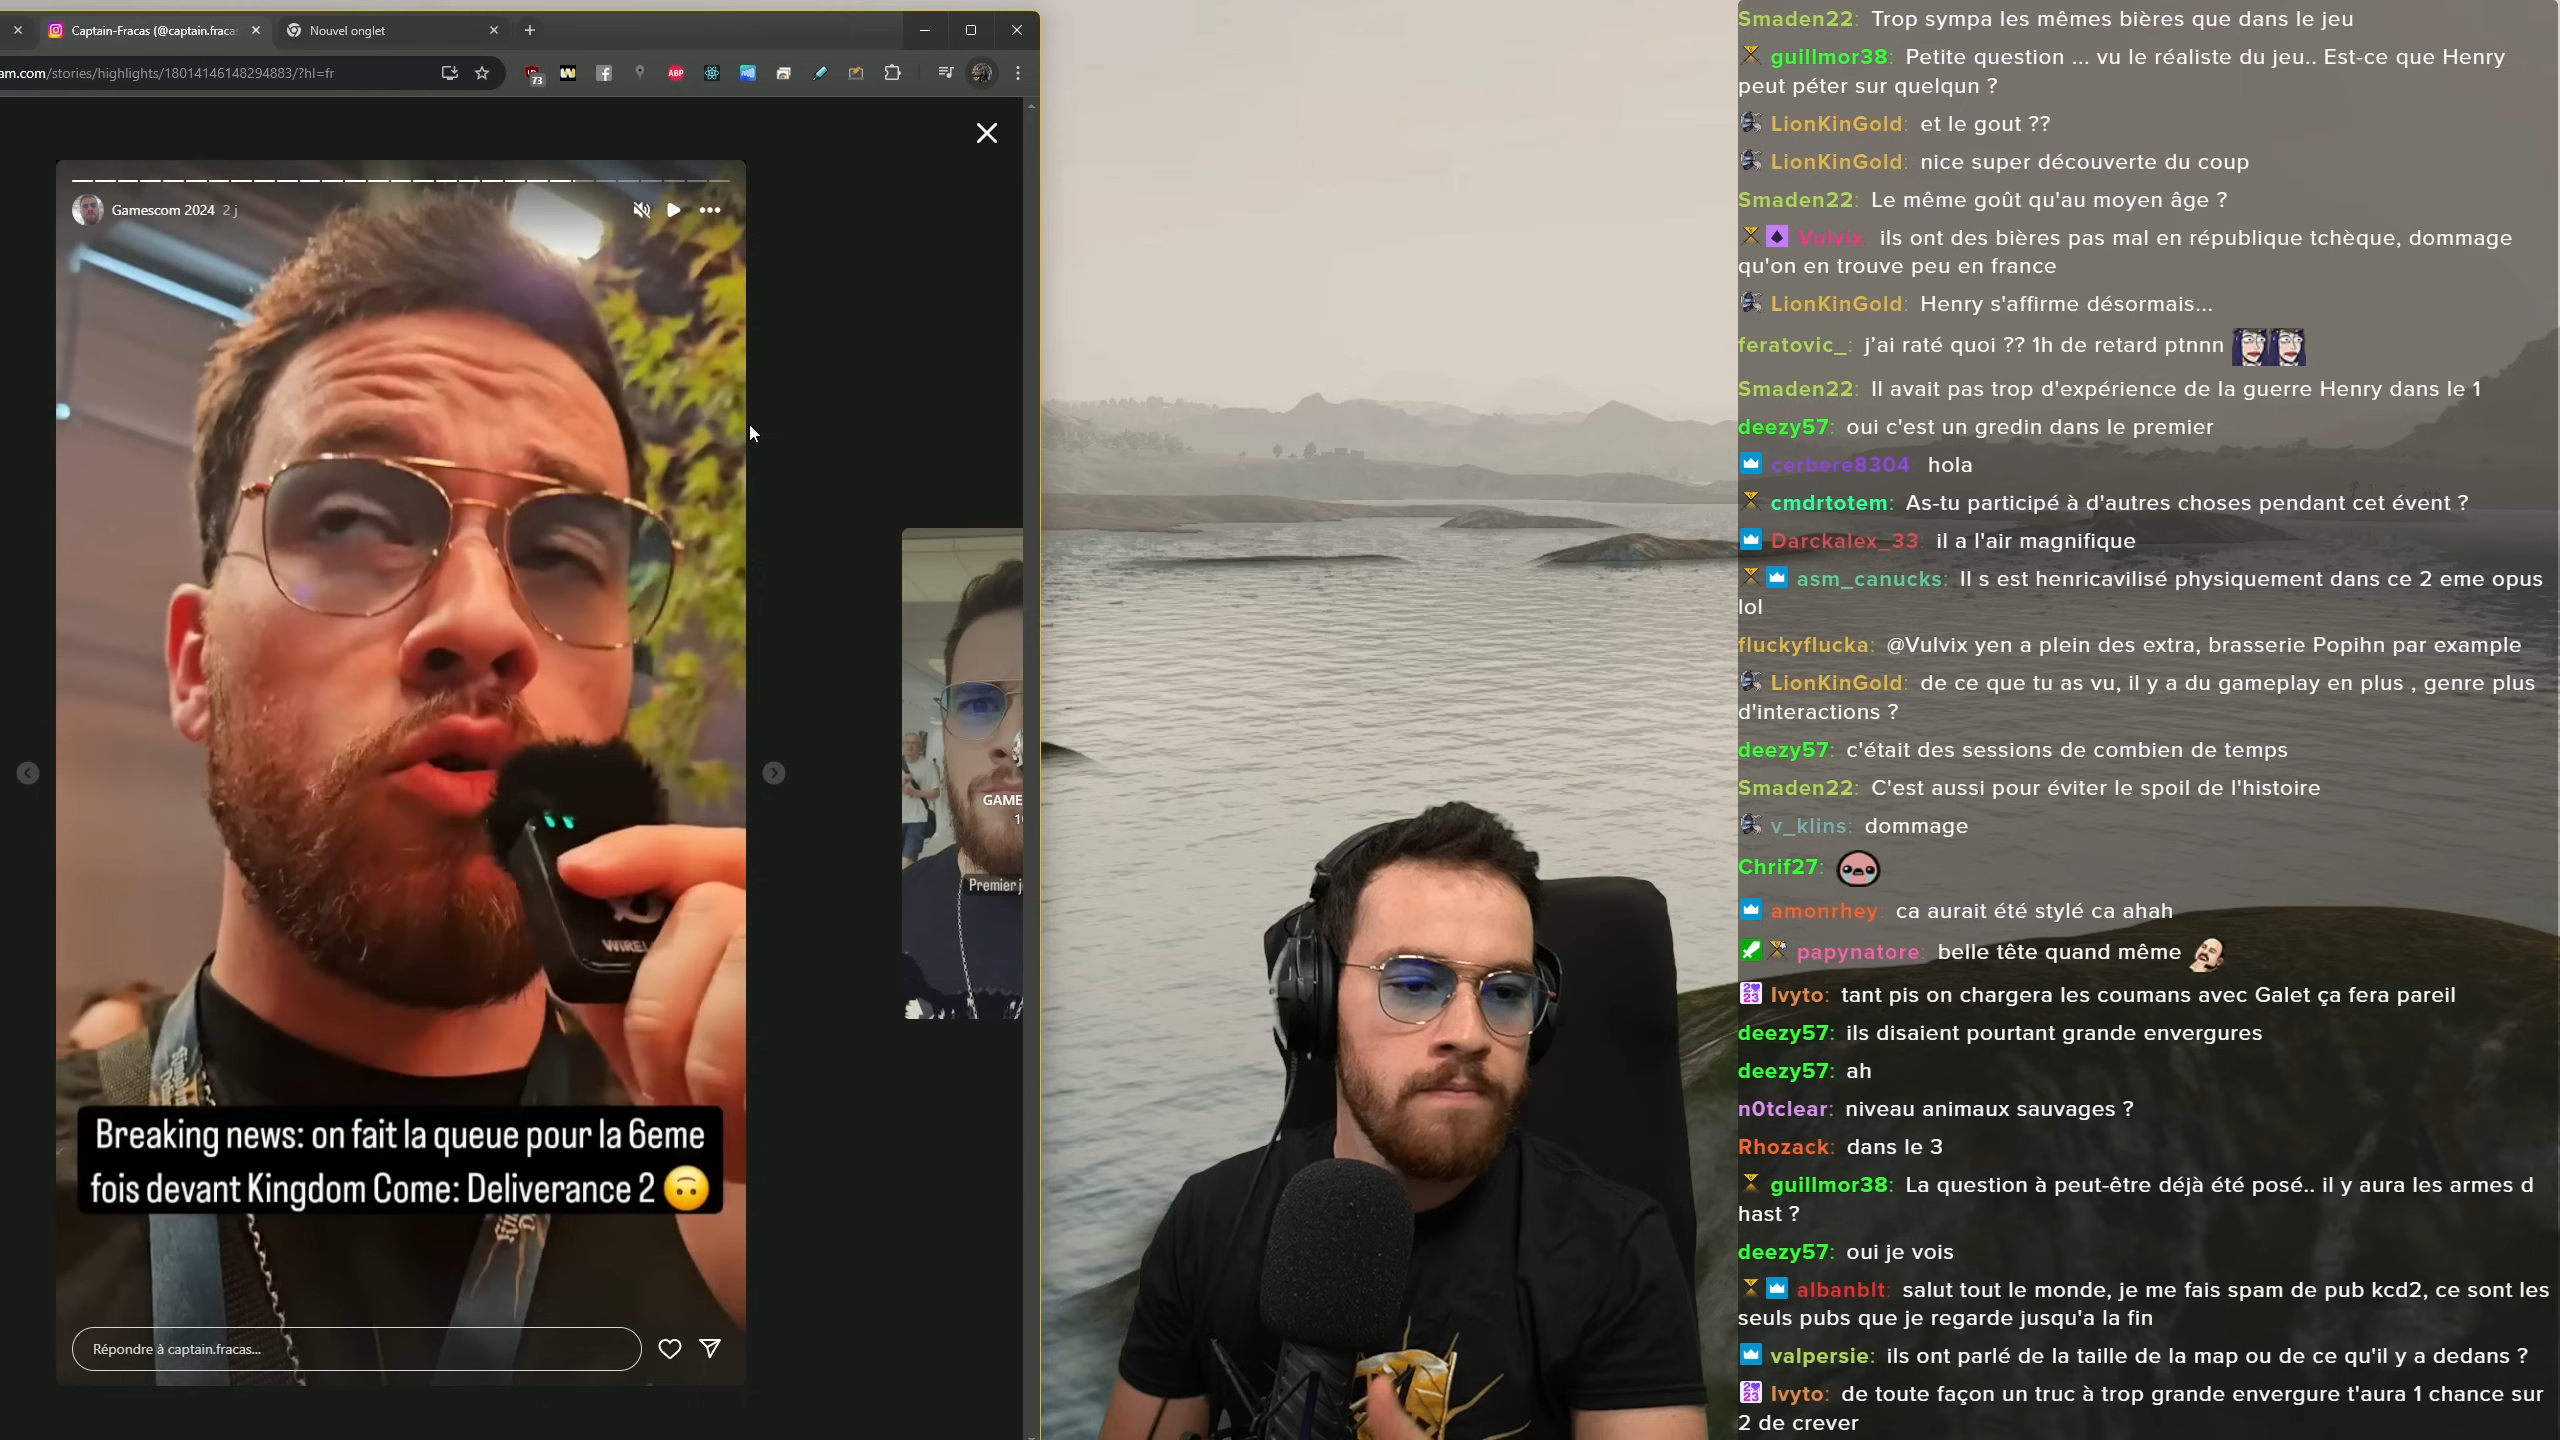 Captain-Fracas (@captain.fraca
Nouvel onglet
am.com/stories/highlights/18014146148294883/?hl=fr
73
ABP
Gamescom 2024 2 j
GAME
Premier j
WIREL
Breaking news: on fait la queue pour la 6eme
fois devant Kingdom Come: Deliverance 2 🙃
Répondre à captain.fracas...
Smaden22: Trop sympa les mêmes bières que dans le jeu
guillmor38: Petite question ... vu le réaliste du jeu.. Est-ce que Henry
peut péter sur quelqun ?
LionKinGold: et le gout ??
LionKinGold: nice super découverte du coup
Smaden22: Le même goût qu'au moyen âge ?
Vulvix: ils ont des bières pas mal en république tchèque, dommage
qu'on en trouve peu en france
LionKinGold: Henry s'affirme désormais...
feratovic_: j'ai raté quoi ?? 1h de retard ptnnn
Smaden22: Il avait pas trop d'expérience de la guerre Henry dans le 1
deezy57: oui c'est un gredin dans le premier
cerbere8304 hola
cmdrtotem: As-tu participé à d'autres choses pendant cet évent ?
Darckalex_33: il a l'air magnifique
asm_canucks: Il s est henricavilisé physiquement dans ce 2 eme opus
lol
fluckyflucka: @Vulvix yen a plein des extra, brasserie Popihn par example
LionKinGold: de ce que tu as vu, il y a du gameplay en plus , genre plus
d'interactions ?
deezy57: c'était des sessions de combien de temps
Smaden22: C'est aussi pour éviter le spoil de l'histoire
v_klins: dommage
Chrif27:
amonrhey: ca aurait été stylé ca ahah
papynatore: belle tête quand même
Ivyto: tant pis on chargera les coumans avec Galet ça fera pareil
deezy57: ils disaient pourtant grande envergures
deezy57: ah
n0tclear: niveau animaux sauvages ?
Rhozack: dans le 3
guillmor38: La question à peut-être déjà été posé.. il y aura les armes d
hast ?
deezy57: oui je vois
albanblt: salut tout le monde, je me fais spam de pub kcd2, ce sont les
seuls pubs que je regarde jusqu'a la fin
valpersie: ils ont parlé de la taille de la map ou de ce qu'il y a dedans ?
Ivyto: de toute façon un truc à trop grande envergure t'aura 1 chance sur
2 de crever